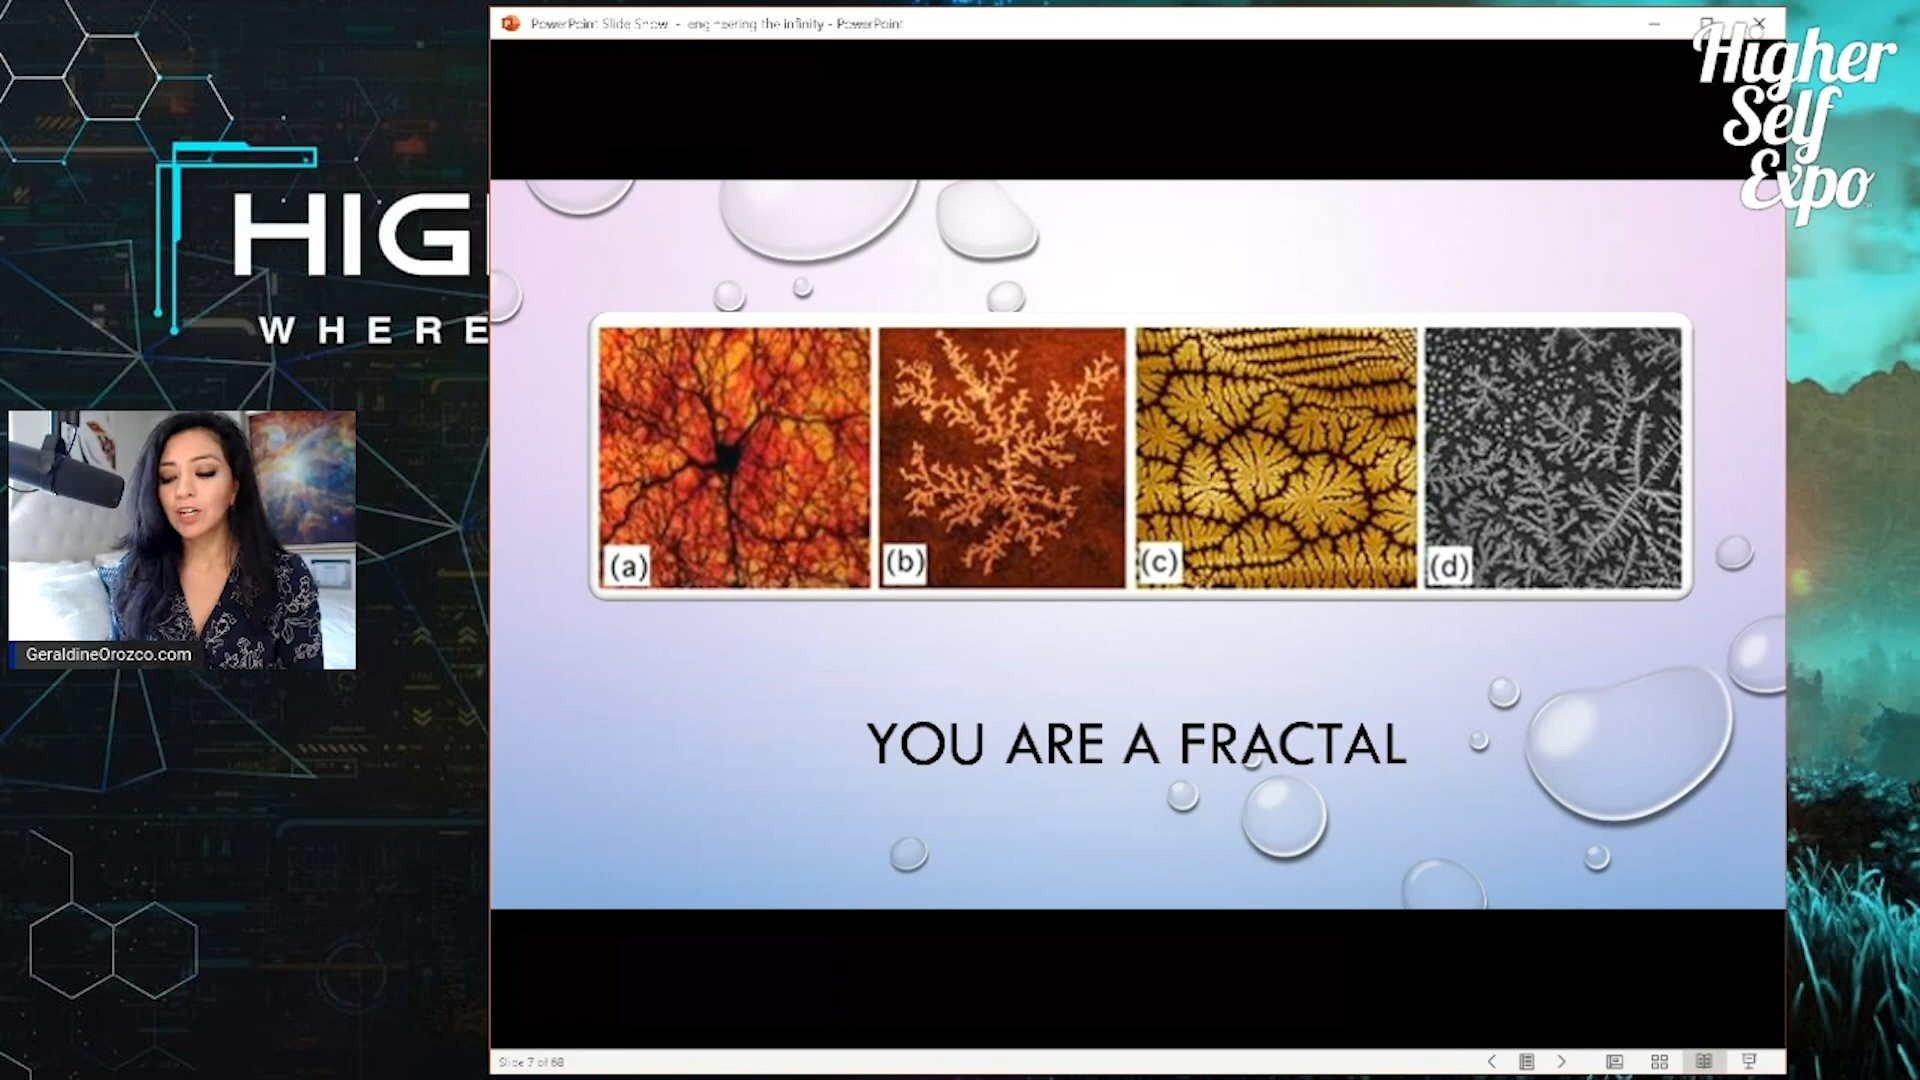 PowerPoint Slide Show - engineering the infinity - PowerPoint
Higher
Self
Expo
HIG
WHERE
(a)
(b)
(c)
(d)
GeraldineOrozco.com
YOU ARE A FRACTAL
Slide 7 of 68